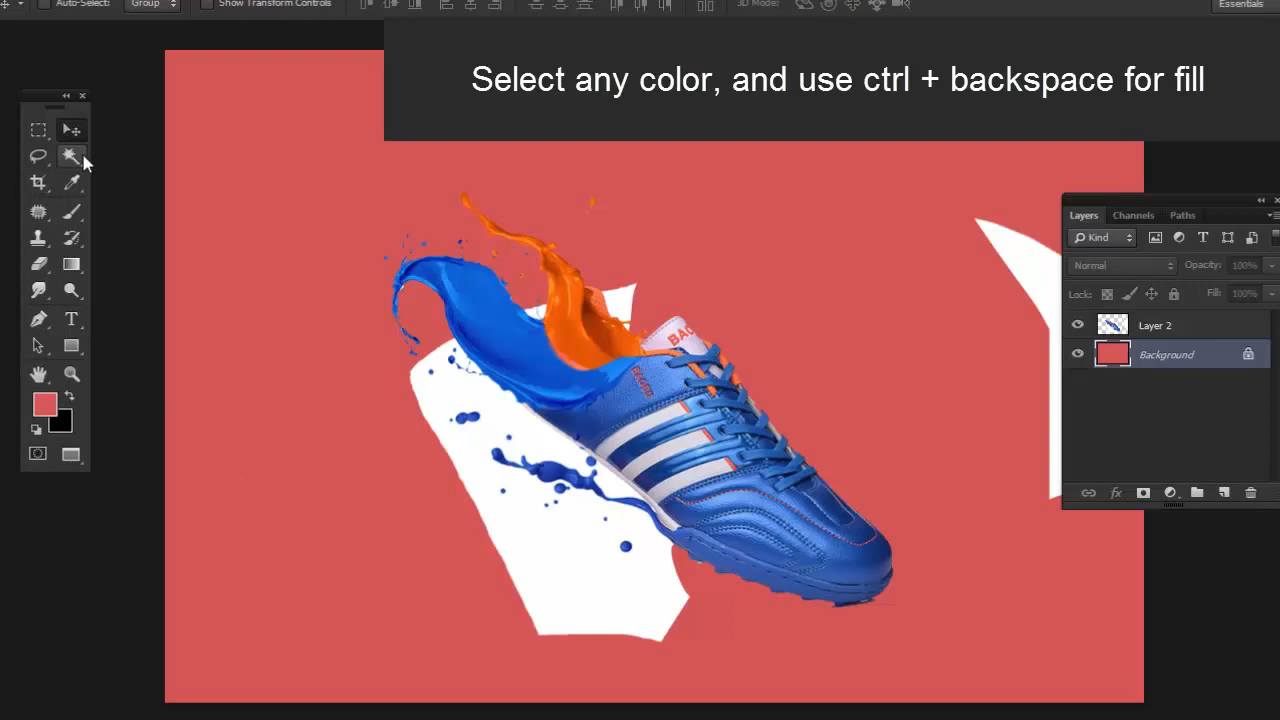 Auto-Select:
Group
Show Transform Controls
3D Mode:
Essentials
Select any color, and use ctrl + backspace for fill
Layers
Channels
Paths
Kind
Normal
Opacity: 100%
Lock:
Fill: 100%
Layer 2
Background
fx
T
T